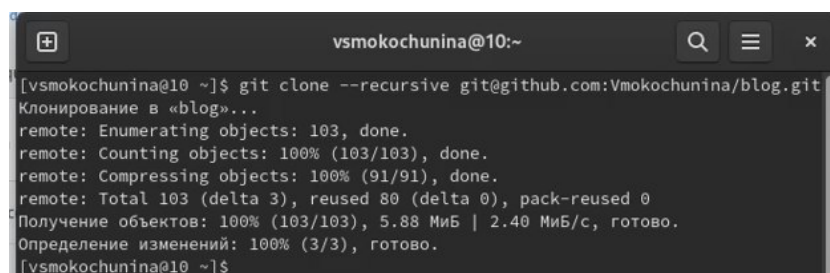 vsmokochunina@10:~
[vsmokochunina@10 ~]$ git clone --recursive git@github.com:Vmokochunina/blog.git
Клонирование в «blog»...
remote: Enumerating objects: 103, done.
remote: Counting objects: 100% (103/103), done.
remote: Compressing objects: 100% (91/91), done.
remote: Total 103 (delta 3), reused 80 (delta 0), pack-reused 0
Получение объектов: 100% (103/103), 5.88 МиБ | 2.40 МиБ/с, готово.
Определение изменений: 100% (3/3), готово.
[vsmokochunina@10 ~]$